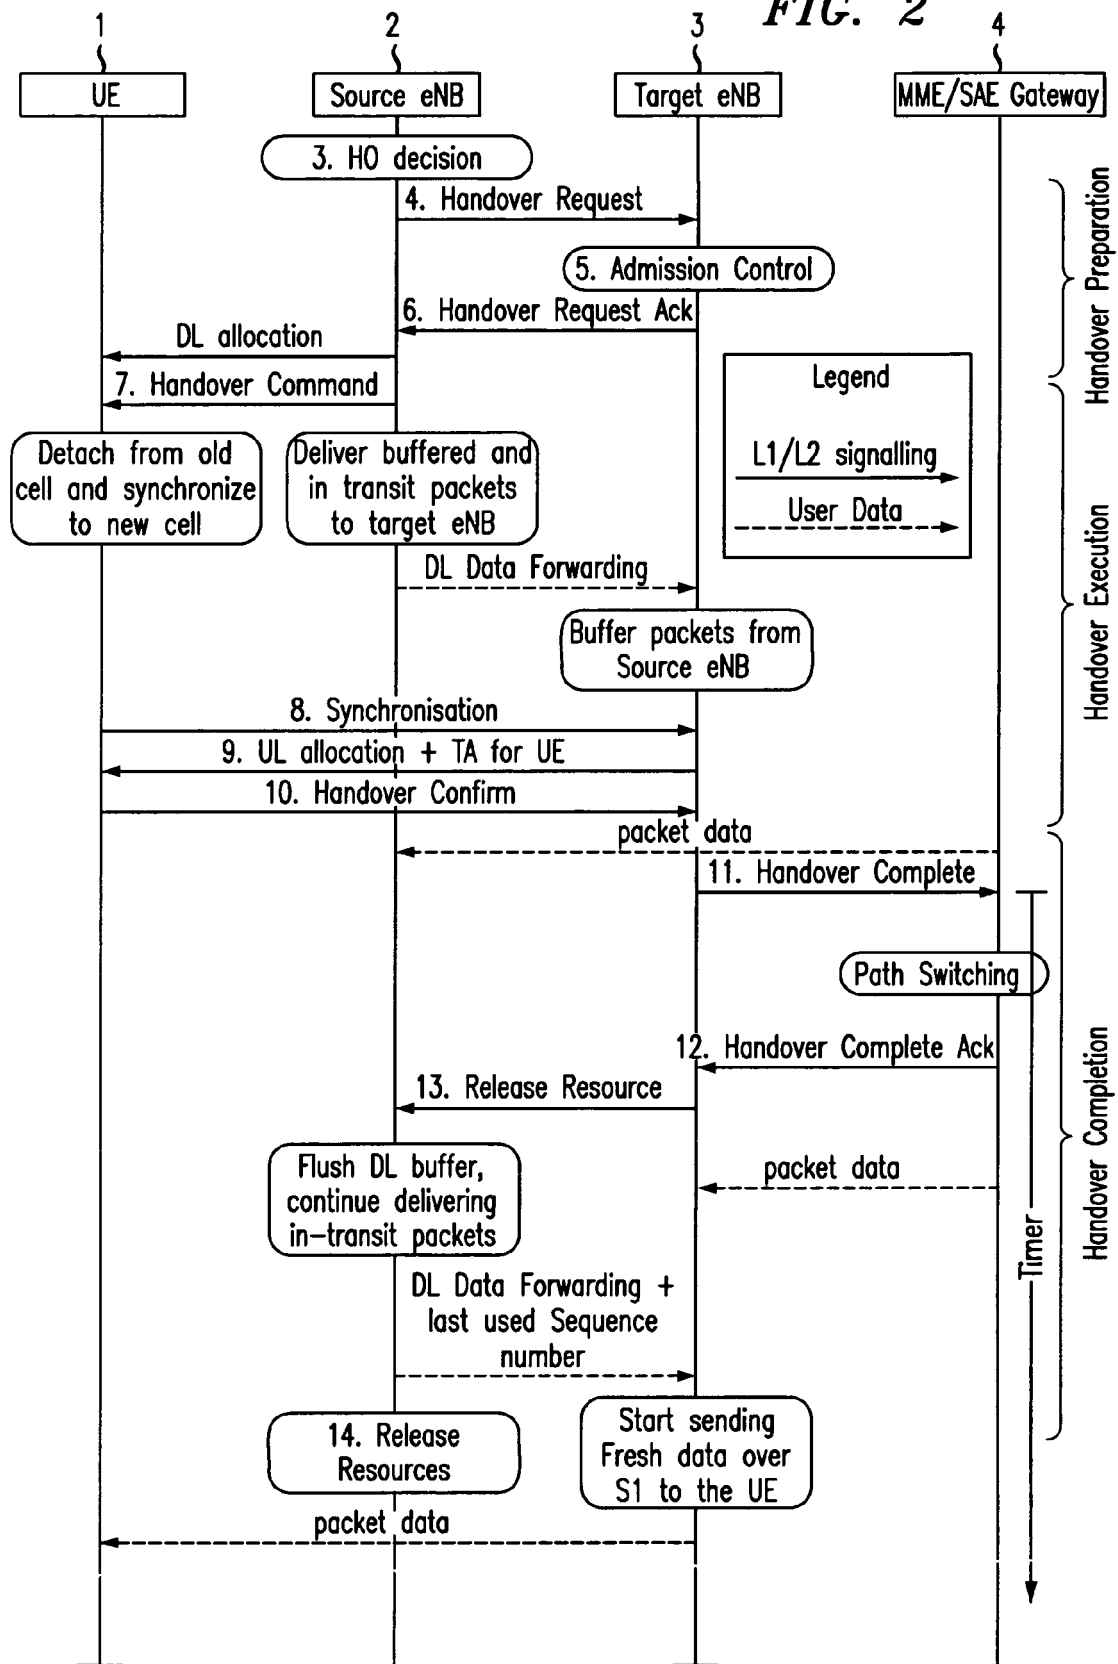 FIG. 2
1
2
3
4
UE
Source eNB
Target eNB
MME/SAE Gateway
3. HO decision
4. Handover Request
5. Admission Control
6. Handover Request Ack
DL allocation
7. Handover Command
Handover Preparation
Legend
L1/L2 signalling
User Data
Detach from old
cell and synchronize
to new cell
Deliver buffered and
in transit packets
to target eNB
DL Data Forwarding
Buffer packets from
Source eNB
Handover Execution
8. Synchronisation
9. UL allocation + TA for UE
10. Handover Confirm
packet data
11. Handover Complete
Path Switching
12. Handover Complete Ack
13. Release Resource
Handover Completion
Flush DL buffer,
continue delivering
in-transit packets
packet data
Timer
DL Data Forwarding +
last used Sequence
number
14. Release
Resources
Start sending
Fresh data over
S1 to the UE
packet data